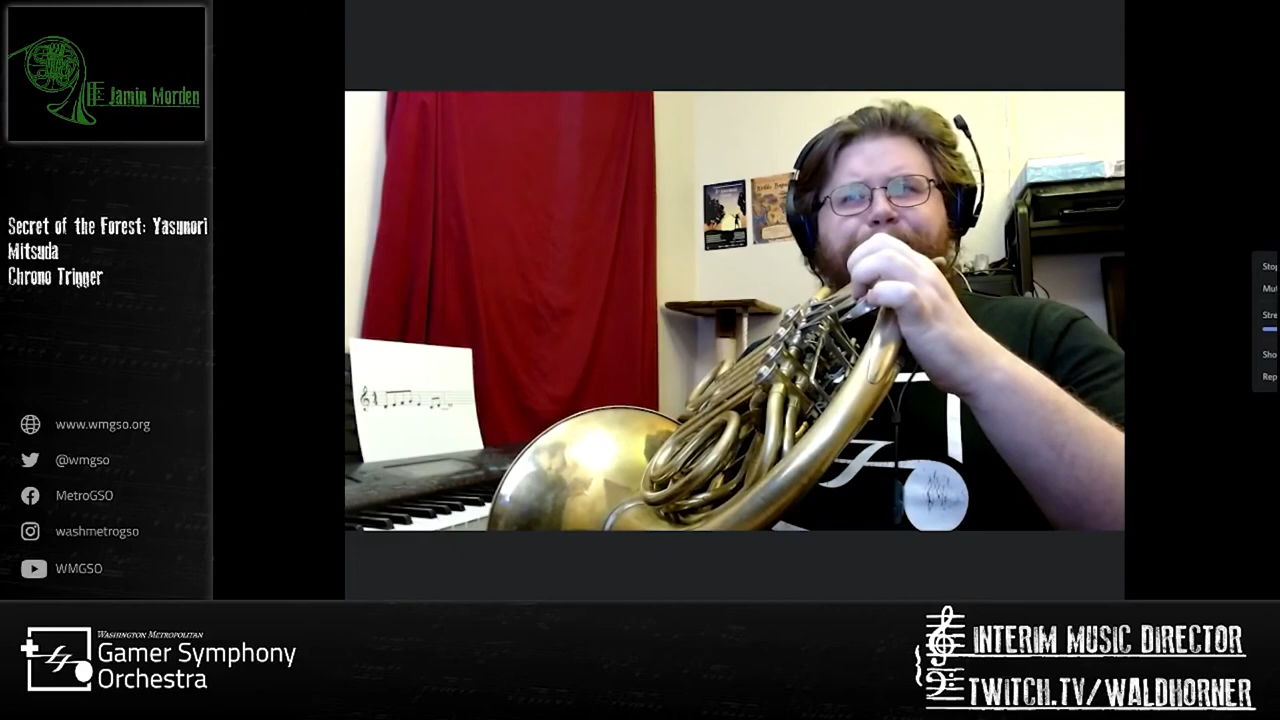 Jamin Morden
Secret of the Forest: Yasunori
Mitsuda
Chrono Trigger
www.wmgso.org
@wmgso
MetroGSO
washmetrogso
WMGSO
Washington Metropolitan
Gamer Symphony
Orchestra
INTERIM MUSIC DIRECTOR
TWITCH.TV/WALDHORNER